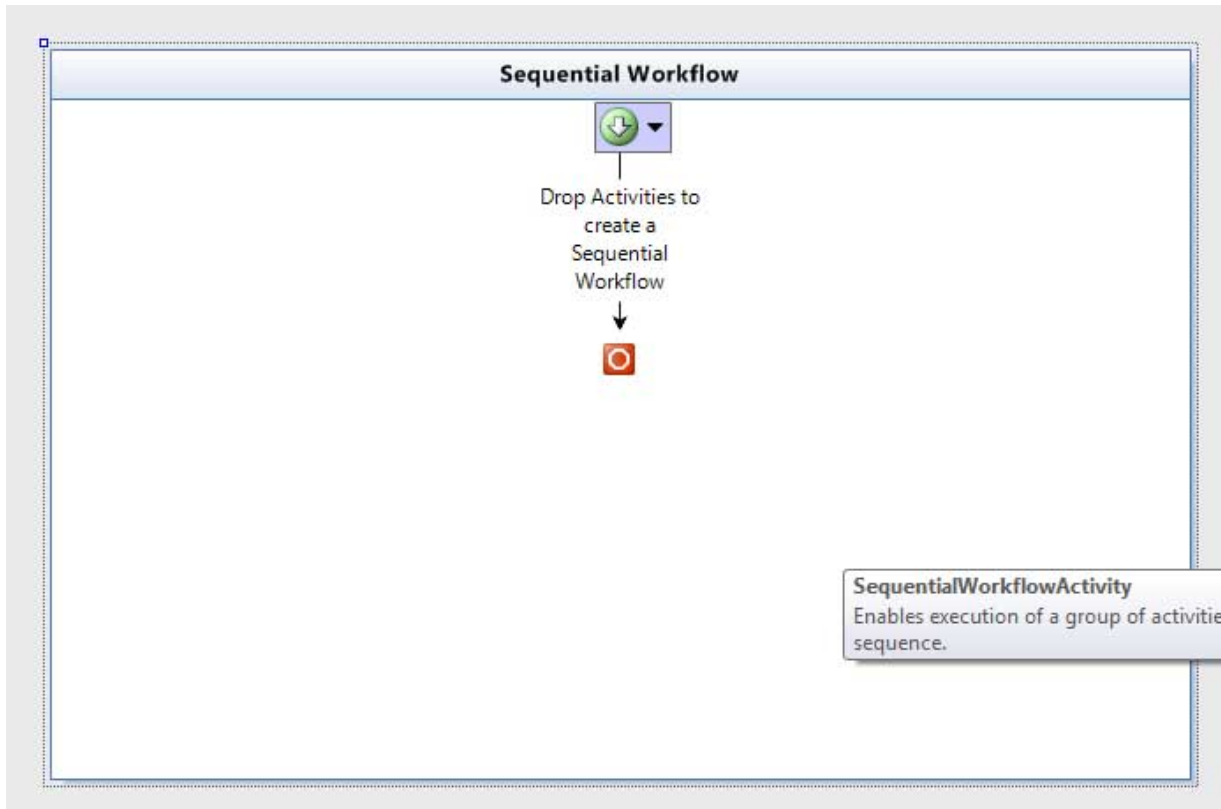 Sequential Workflow
Drop Activities to
create a
Sequential
Workflow
SequentialWorkflowActivity
Enables execution of a group of activitie
sequence.